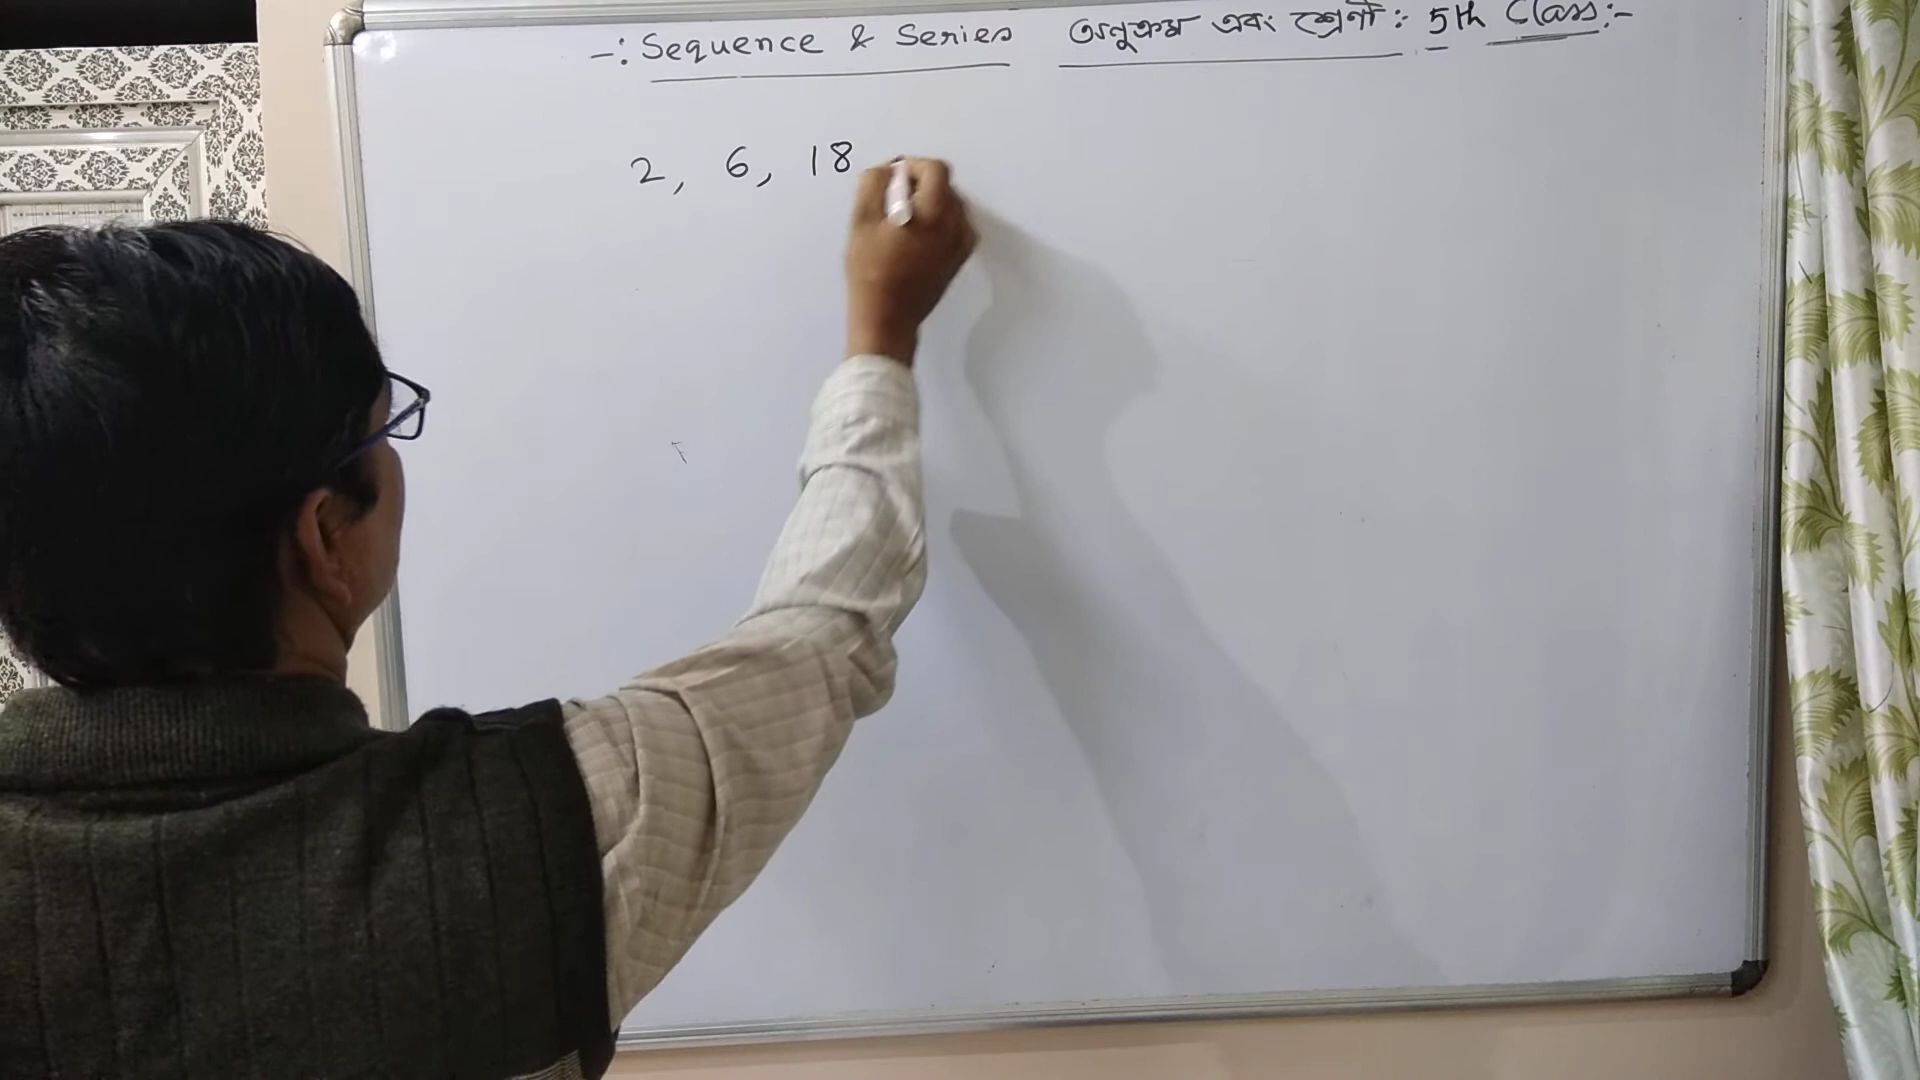 -: Sequence & Series অনুক্রম এবং শ্রেণী: 5th Class:-
2, 6, 18